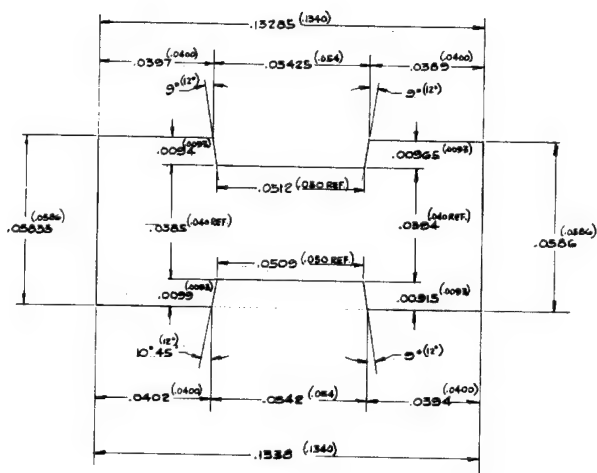 .13285 (.1340)
.0397 (.0400) .05425 (.054) .0389 (.0400)
9° (12°) 9° (12°)
.0094 (.0093) .00965 (.0093)
.0512 (.050 REF.)
.05833 (.0586) .0385 (.040 REF.) .0394 (.040 REF.) .0586 (.0586)
.0509 (.050 REF.)
.0099 (.0093) .00915 (.0093)
10° 45' (12°) 9° (12°)
.0402 (.0400) .0542 (.054) .0394 (.0400)
.1338 (.1340)